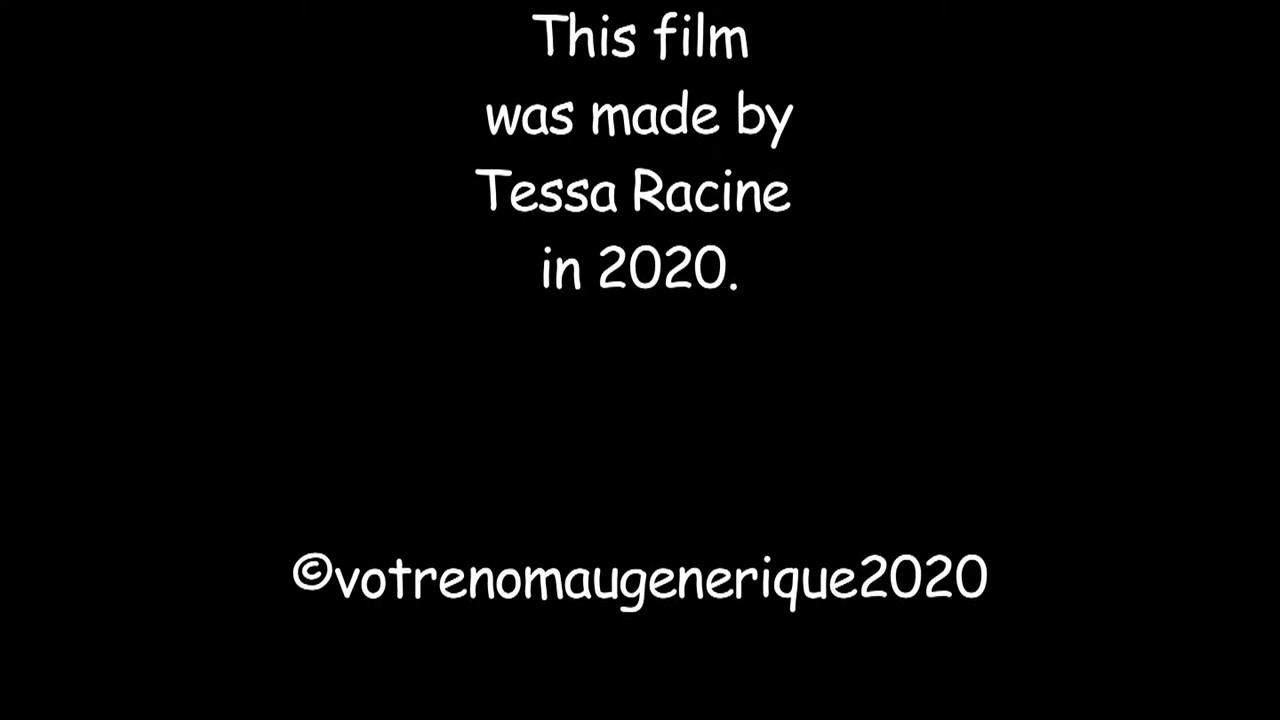 This film
was made by
Tessa Racine
in 2020.
©votrenomaugenerique2020